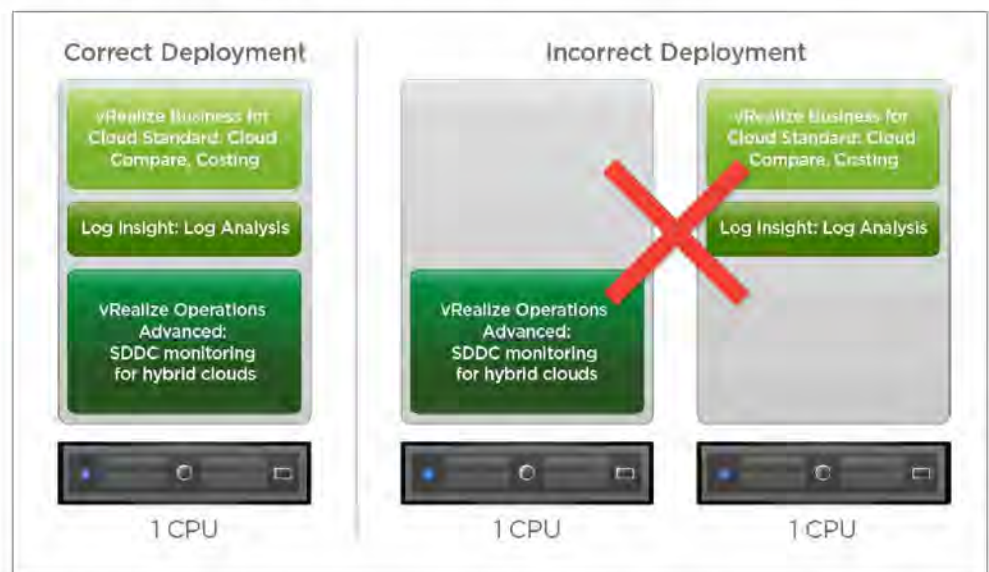 Correct Deployment
vRealize Business for
Cloud Standard: Cloud
Compare, Costing
Log Insight: Log Analysis
vRealize Operations
Advanced:
SDDC monitoring
for hybrid clouds
1 CPU
Incorrect Deployment
vRealize Operations
Advanced:
SDDC monitoring
for hybrid clouds
1 CPU
vRealize Business for
Cloud Standard: Cloud
Compare, Costing
Log Insight: Log Analysis
1 CPU